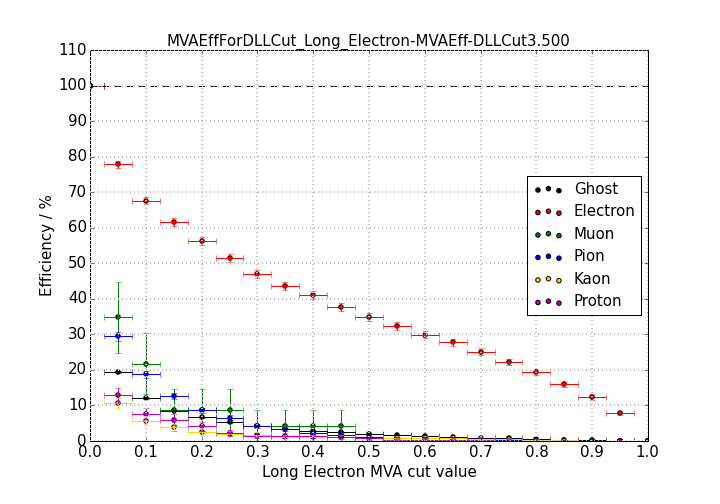 MVAEffForDLLCut_Long_Electron-MVAEff-DLLCut3.500
110
100
90
80
70
60
50
40
30
20
10
0
Efficiency / %
Ghost
Electron
Muon
Pion
Kaon
Proton
0.0 0.1 0.2 0.3 0.4 0.5 0.6 0.7 0.8 0.9 1.0
Long Electron MVA cut value